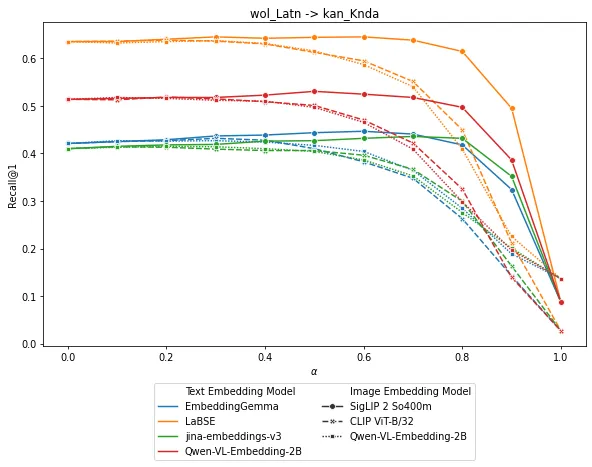 wol_Latn -> kan_Knda
Recall@1
0.6
0.5
0.4
0.3
0.2
0.1
0.0
0.0 0.2 0.4 0.6 0.8 1.0
α
Text Embedding Model
EmbeddingGemma
LaBSE
jina-embeddings-v3
Qwen-VL-Embedding-2B
Image Embedding Model
SigLIP 2 So400m
CLIP ViT-B/32
Qwen-VL-Embedding-2B